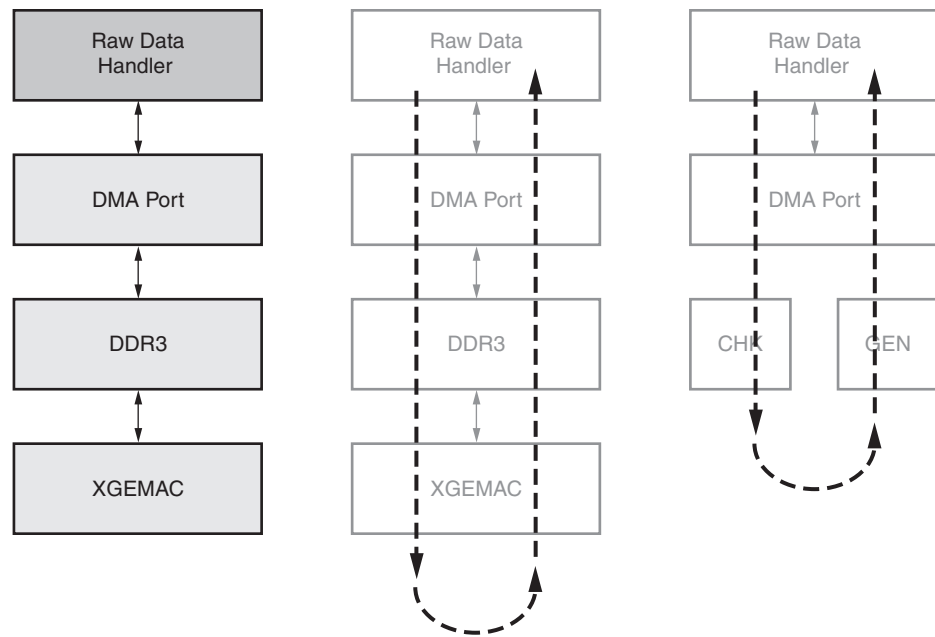 Raw Data
Handler
DMA Port
DDR3
XGEMAC
Raw Data
Handler
DMA Port
DDR3
XGEMAC
Raw Data
Handler
DMA Port
CHK
GEN